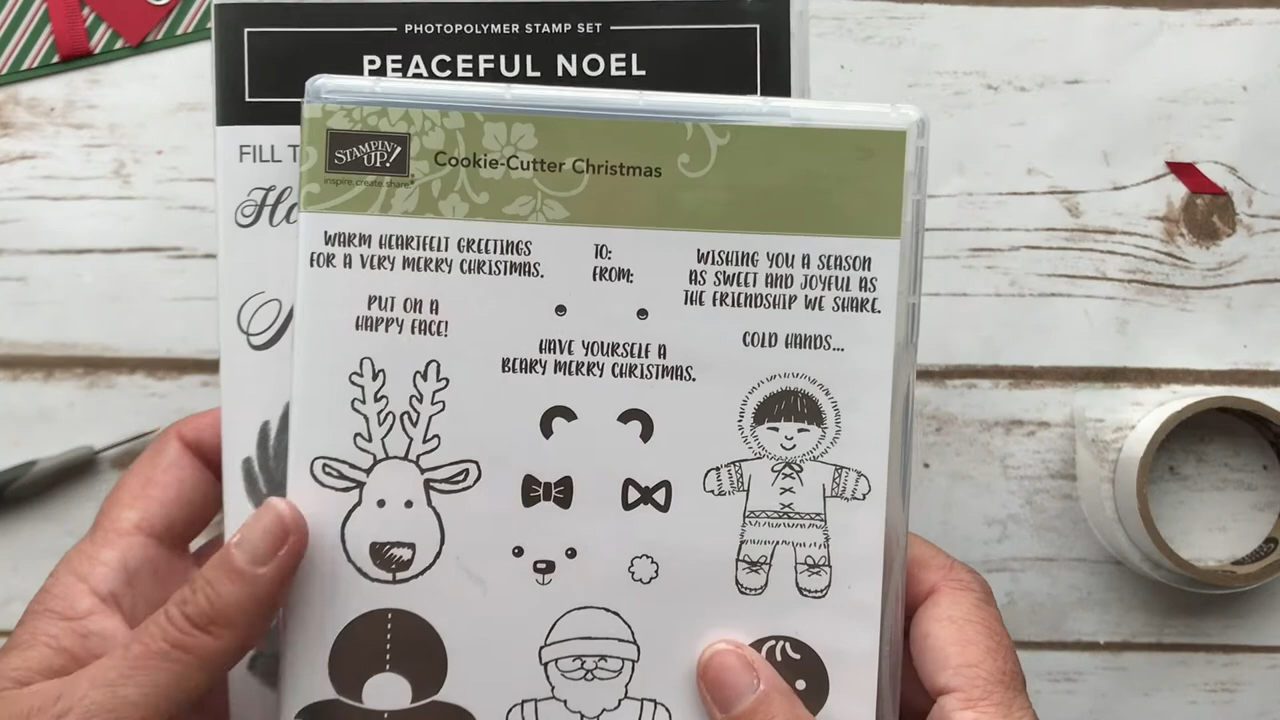 PHOTOPOLYMER STAMP SET
PEACEFUL NOEL
FILL T
STAMPIN' UP!
inspire. create. share.
Cookie-Cutter Christmas
WARM HEARTFELT GREETINGS
FOR A VERY MERRY CHRISTMAS.
TO:
FROM:
WISHING YOU A SEASON
AS SWEET AND JOYFUL AS
THE FRIENDSHIP WE SHARE.
PUT ON A
HAPPY FACE!
HAVE YOURSELF A
BEARY MERRY CHRISTMAS.
COLD HANDS...